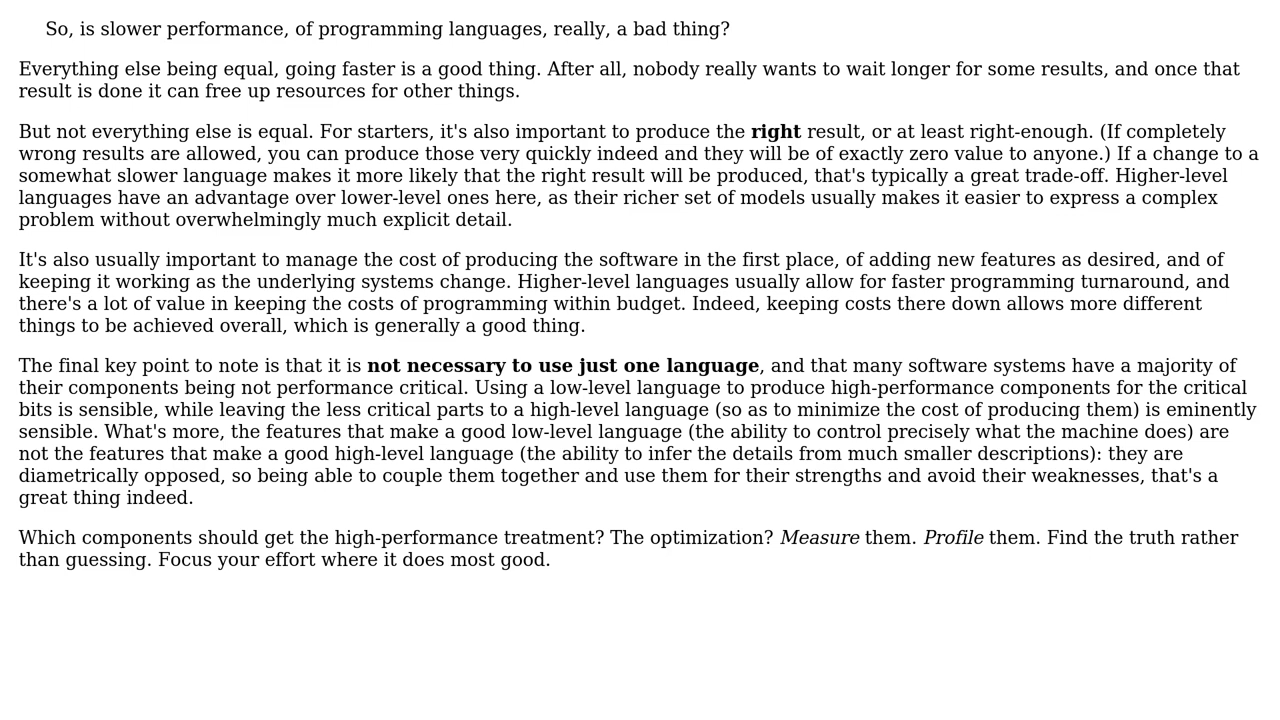 So, is slower performance, of programming languages, really, a bad thing?
Everything else being equal, going faster is a good thing. After all, nobody really wants to wait longer for some results, and once that
result is done it can free up resources for other things.
But not everything else is equal. For starters, it's also important to produce the right result, or at least right-enough. (If completely
wrong results are allowed, you can produce those very quickly indeed and they will be of exactly zero value to anyone.) If a change to a
somewhat slower language makes it more likely that the right result will be produced, that's typically a great trade-off. Higher-level
languages have an advantage over lower-level ones here, as their richer set of models usually makes it easier to express a complex
problem without overwhelmingly much explicit detail.
It's also usually important to manage the cost of producing the software in the first place, of adding new features as desired, and of
keeping it working as the underlying systems change. Higher-level languages usually allow for faster programming turnaround, and
there's a lot of value in keeping the costs of programming within budget. Indeed, keeping costs there down allows more different
things to be achieved overall, which is generally a good thing.
The final key point to note is that it is not necessary to use just one language, and that many software systems have a majority of
their components being not performance critical. Using a low-level language to produce high-performance components for the critical
bits is sensible, while leaving the less critical parts to a high-level language (so as to minimize the cost of producing them) is eminently
sensible. What's more, the features that make a good low-level language (the ability to control precisely what the machine does) are
not the features that make a good high-level language (the ability to infer the details from much smaller descriptions): they are
diametrically opposed, so being able to couple them together and use them for their strengths and avoid their weaknesses, that's a
great thing indeed.
Which components should get the high-performance treatment? The optimization? Measure them. Profile them. Find the truth rather
than guessing. Focus your effort where it does most good.